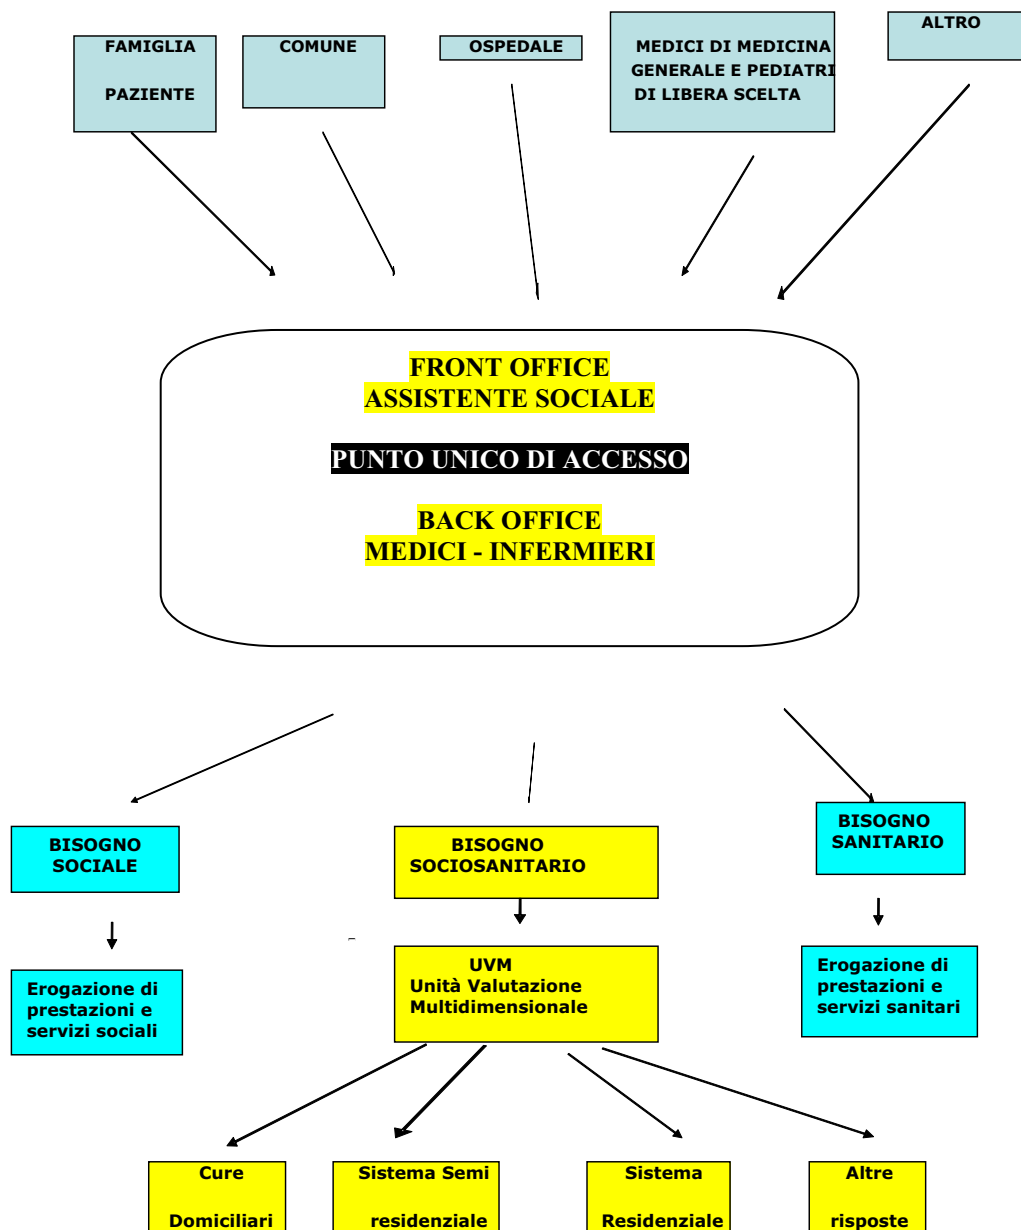 FAMIGLIA
PAZIENTE
COMUNE
OSPEDALE
MEDICI DI MEDICINA
GENERALE E PEDIATRI
DI LIBERA SCELTA
ALTRO
FRONT OFFICE
ASSISTENTE SOCIALE
PUNTO UNICO DI ACCESSO
BACK OFFICE
MEDICI - INFERMIERI
BISOGNO
SOCIALE
BISOGNO
SOCIOSANITARIO
BISOGNO
SANITARIO
Erogazione di
prestazioni e
servizi sociali
UVM
Unità Valutazione
Multidimensionale
Erogazione di
prestazioni e
servizi sanitari
Cure
Domiciliari
Sistema Semi
residenziale
Sistema
Residenziale
Altre
risposte